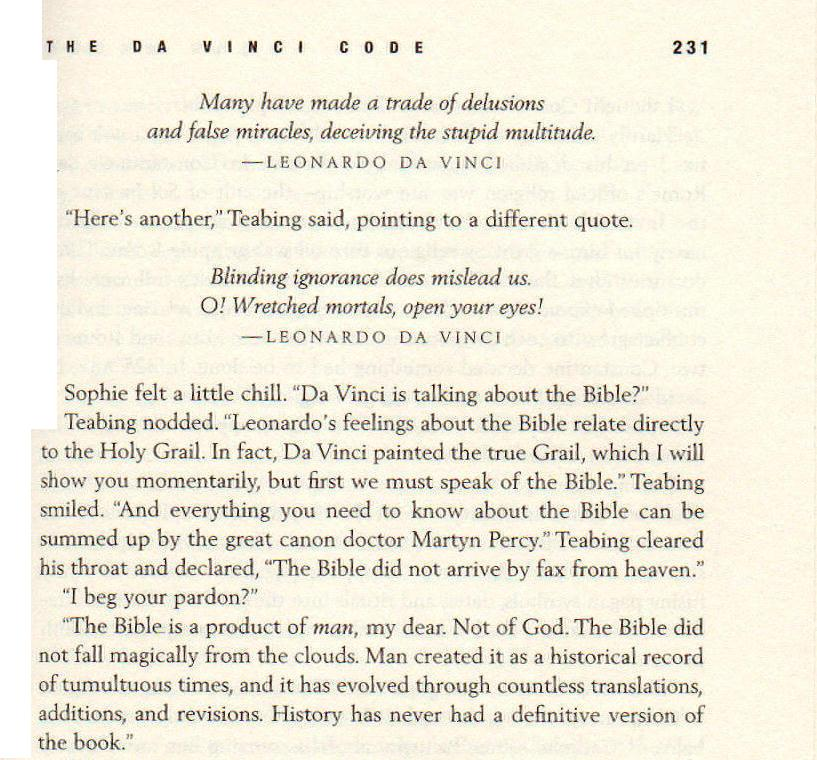 THE DA VINCI CODE 231
Many have made a trade of delusions
and false miracles, deceiving the stupid multitude.
—LEONARDO DA VINCI
“Here’s another,” Teabing said, pointing to a different quote.
Blinding ignorance does mislead us.
O! Wretched mortals, open your eyes!
—LEONARDO DA VINCI
Sophie felt a little chill. “Da Vinci is talking about the Bible?”
Teabing nodded. “Leonardo’s feelings about the Bible relate directly
to the Holy Grail. In fact, Da Vinci painted the true Grail, which I will
show you momentarily, but first we must speak of the Bible.” Teabing
smiled. “And everything you need to know about the Bible can be
summed up by the great canon doctor Martyn Percy.” Teabing cleared
his throat and declared, “The Bible did not arrive by fax from heaven.”
“I beg your pardon?”
“The Bible is a product of man, my dear. Not of God. The Bible did
not fall magically from the clouds. Man created it as a historical record
of tumultuous times, and it has evolved through countless translations,
additions, and revisions. History has never had a definitive version of
the book.”